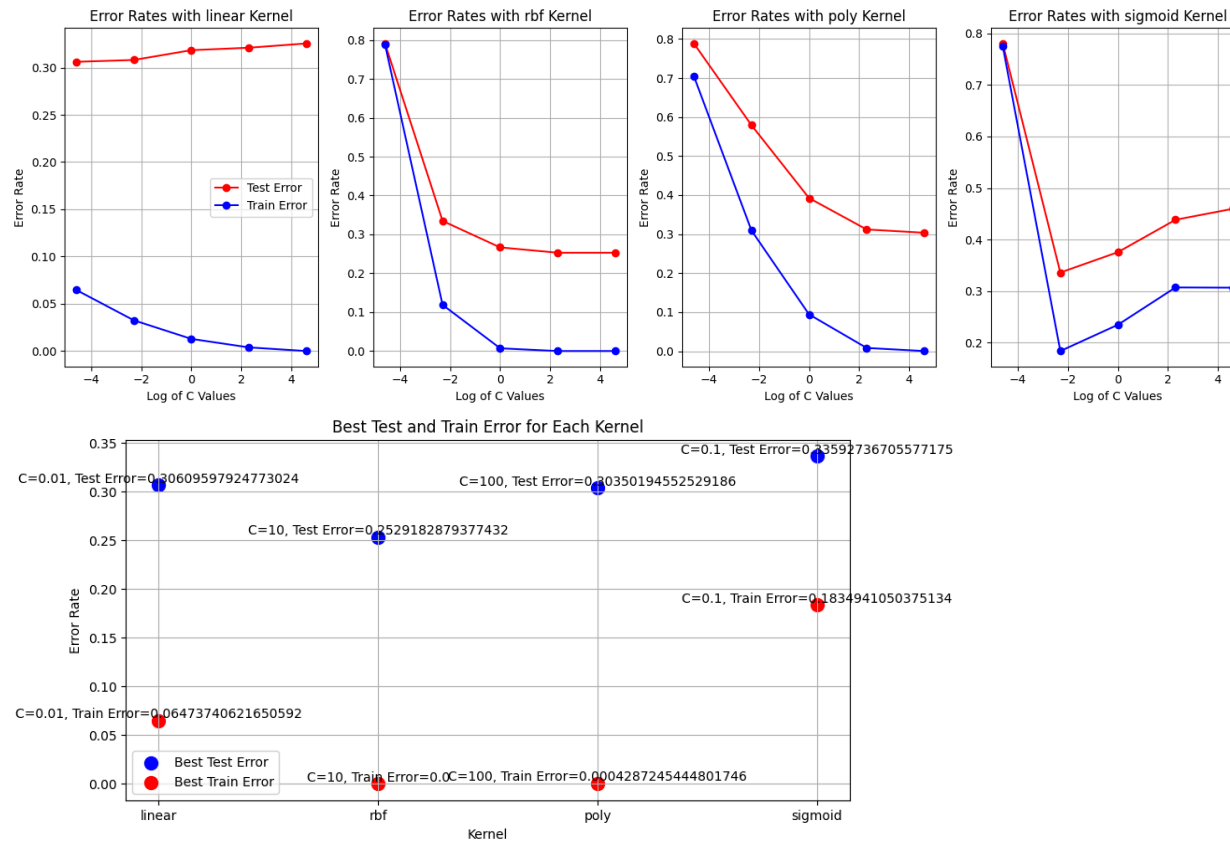 Error Rates with linear Kernel
Error Rates with rbf Kernel
Error Rates with poly Kernel
Error Rates with sigmoid Kernel
Error Rate
0.30
0.25
0.20
0.15
0.10
0.05
0.00
Test Error
Train Error
−4 −2 0 2 4
Log of C Values
Error Rate
0.8
0.7
0.6
0.5
0.4
0.3
0.2
0.1
0.0
−4 −2 0 2 4
Log of C Values
Error Rate
0.8
0.7
0.6
0.5
0.4
0.3
0.2
0.1
0.0
−4 −2 0 2 4
Log of C Values
Error Rate
0.8
0.7
0.6
0.5
0.4
0.3
0.2
−4 −2 0 2 4
Log of C Values
Best Test and Train Error for Each Kernel
Error Rate
0.35
0.30
0.25
0.20
0.15
0.10
0.05
0.00
C=0.1, Test Error=0.33592736705577175
C=0.01, Test Error=0.30609597924773024
C=100, Test Error=0.30350194552529186
C=10, Test Error=0.2529182879377432
C=0.1, Train Error=0.1834941050375134
C=0.01, Train Error=0.06473740621650592
C=10, Train Error=0.0
C=100, Train Error=0.0004287245444801746
Best Test Error
Best Train Error
linear rbf poly sigmoid
Kernel